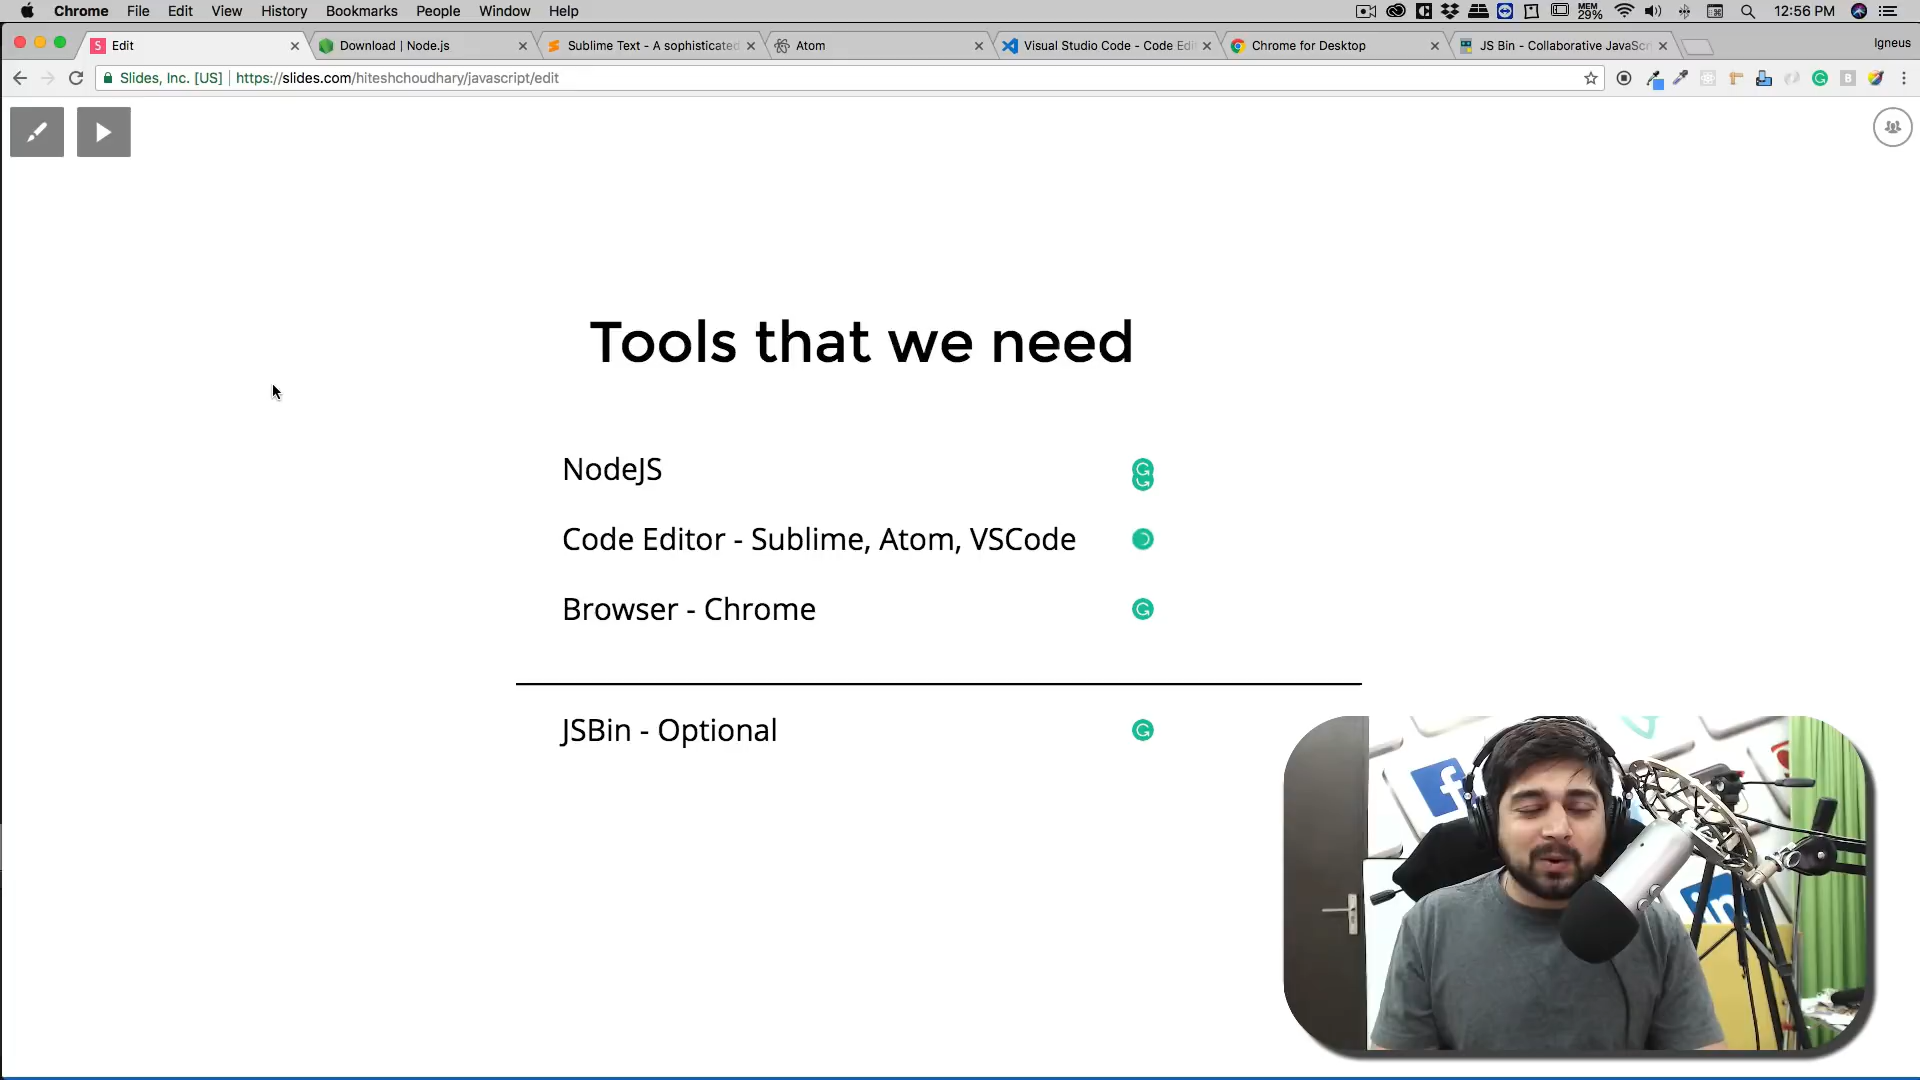 Chrome File Edit View History Bookmarks People Window Help
MEM
29%
12:56 PM
Edit
Download | Node.js
Sublime Text - A sophisticated
Atom
Visual Studio Code - Code Edi
Chrome for Desktop
JS Bin - Collaborative JavaScr
Igneus
Slides, Inc. [US] | https://slides.com/hiteshchoudhary/javascript/edit
Tools that we need
NodeJS
Code Editor - Sublime, Atom, VSCode
Browser - Chrome
JSBin - Optional